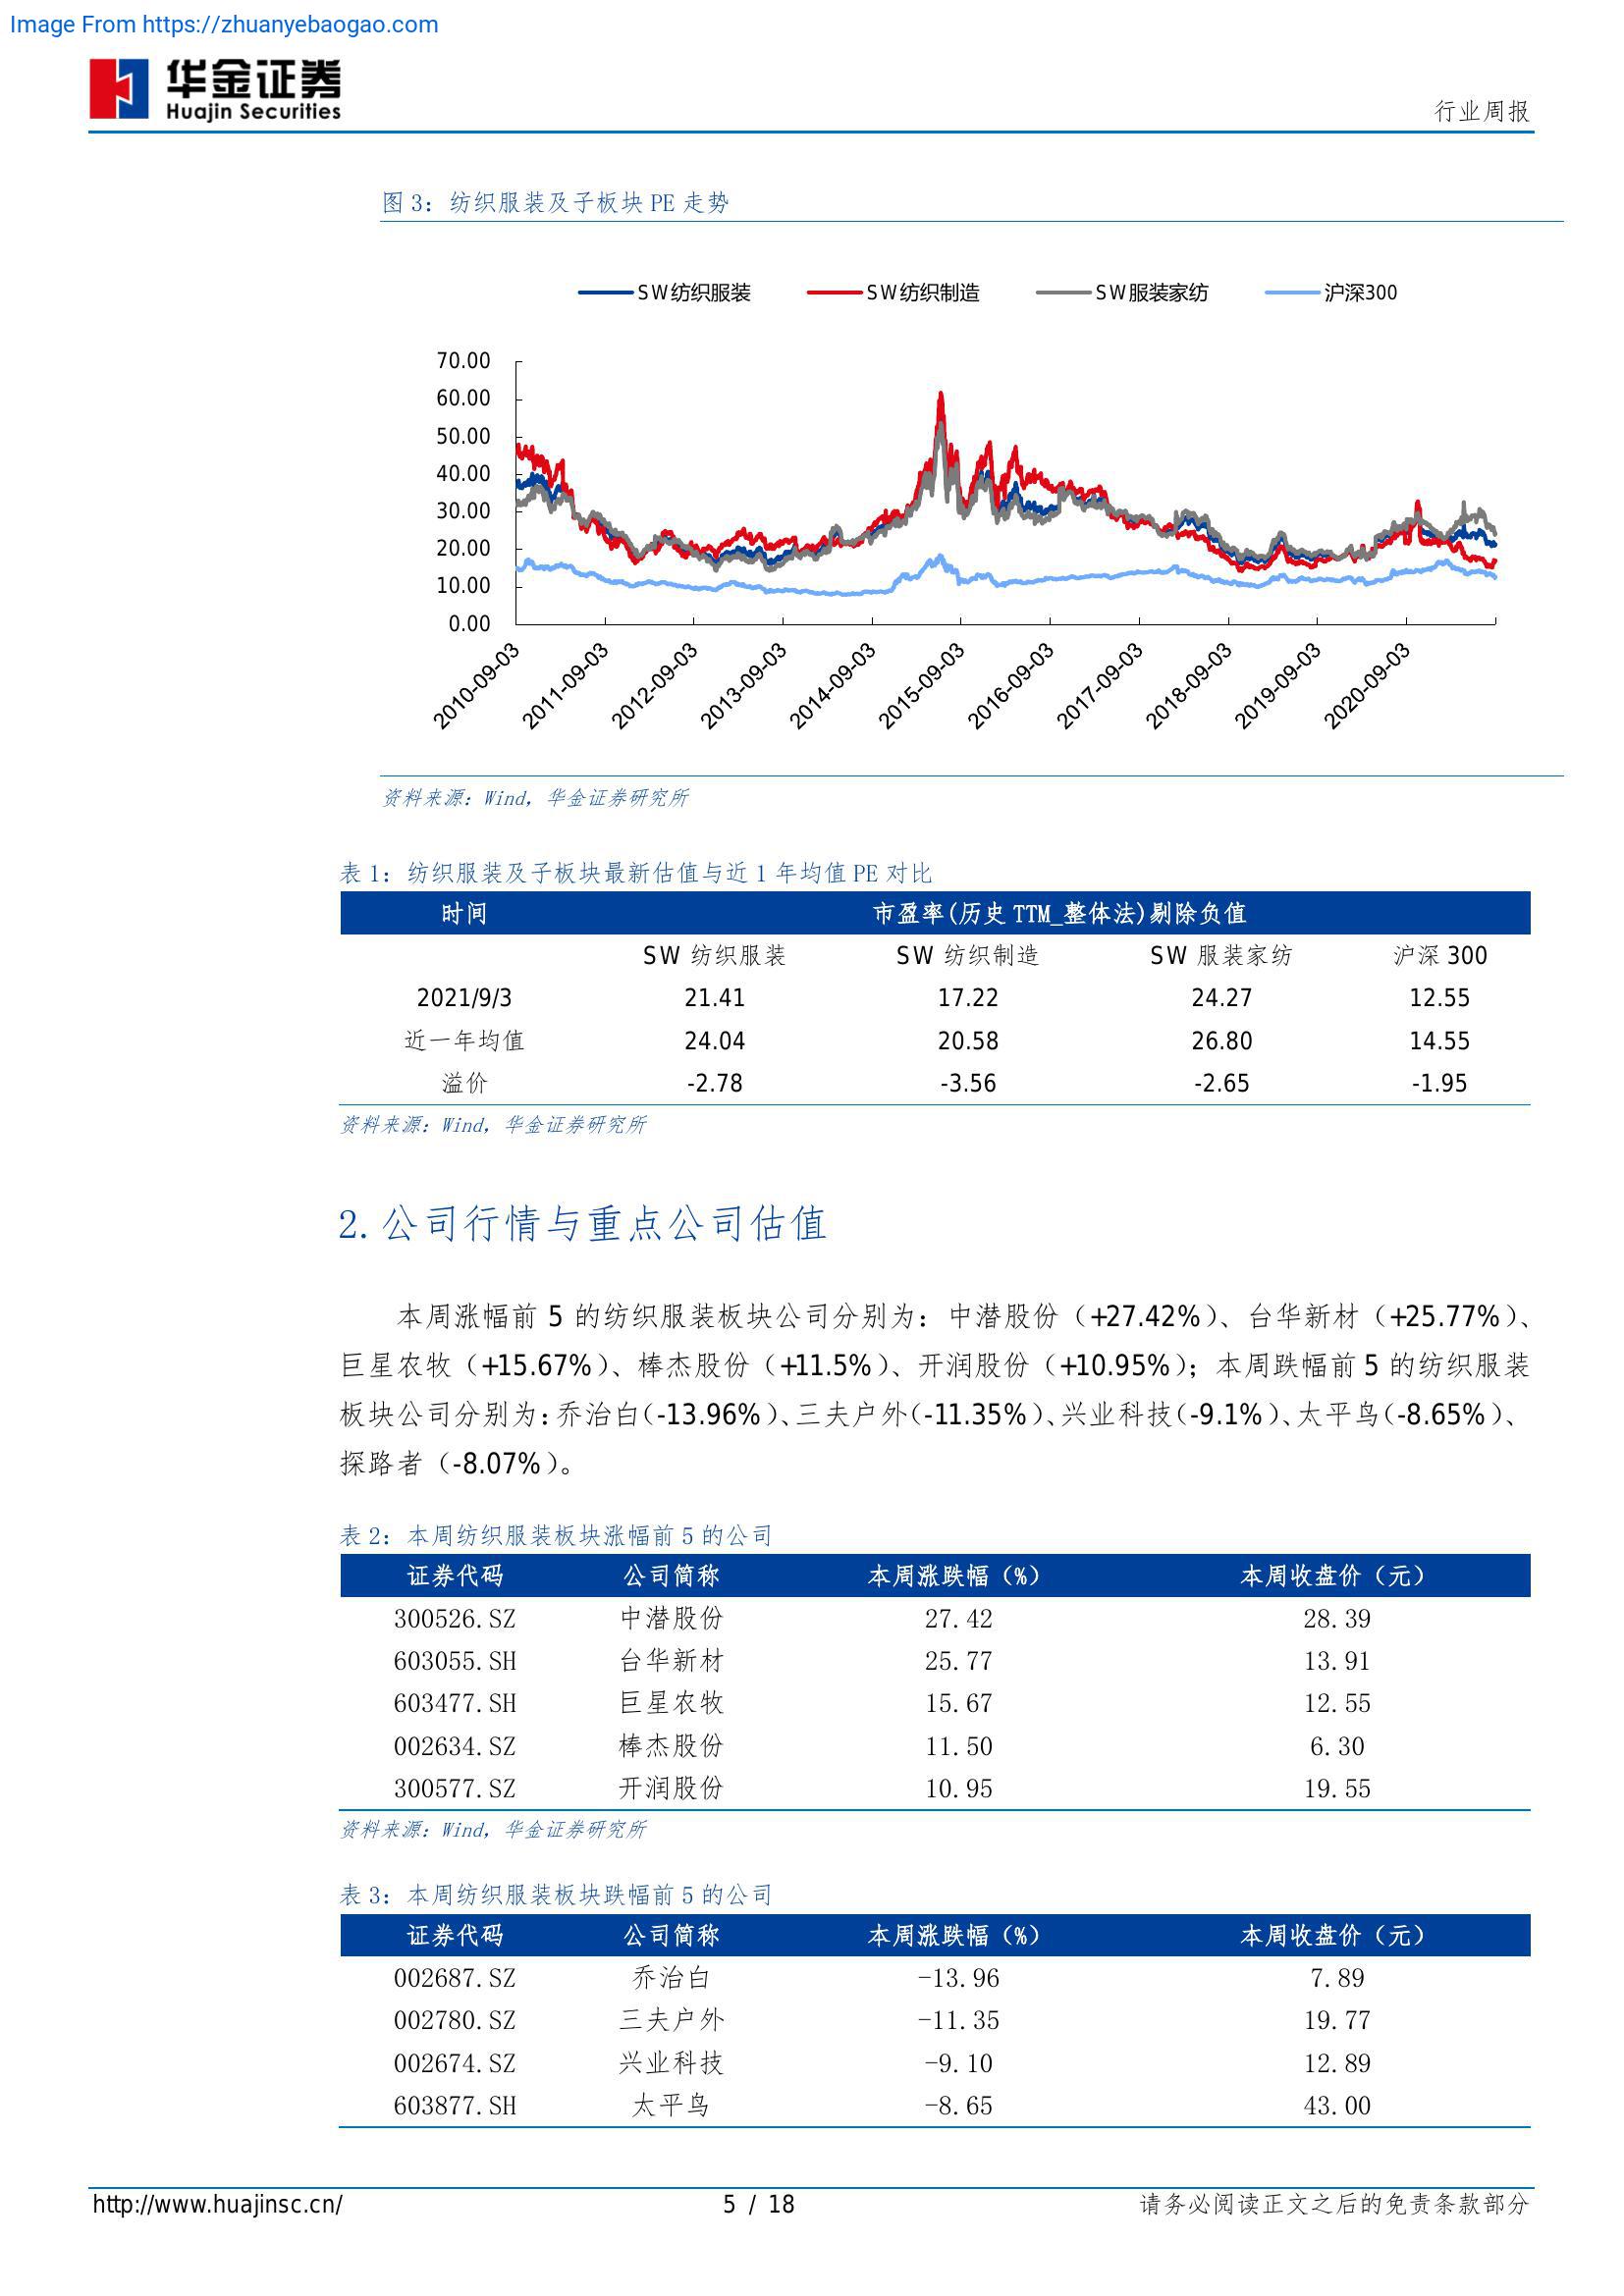 Image From https://zhuanyebaogao.com
华金证券
Huajin Securities
行业周报
图 3：纺织服装及子板块 PE 走势
SW纺织服装 SW纺织制造 SW服装家纺 沪深300
70.00
60.00
50.00
40.00
30.00
20.00
10.00
0.00
2010-09-03 2011-09-03 2012-09-03 2013-09-03 2014-09-03 2015-09-03 2016-09-03 2017-09-03 2018-09-03 2019-09-03 2020-09-03
资料来源：Wind，华金证券研究所
表 1：纺织服装及子板块最新估值与近 1 年均值 PE 对比
时间 市盈率(历史 TTM_整体法)剔除负值
SW 纺织服装 SW 纺织制造 SW 服装家纺 沪深 300
2021/9/3 21.41 17.22 24.27 12.55
近一年均值 24.04 20.58 26.80 14.55
溢价 -2.78 -3.56 -2.65 -1.95
资料来源：Wind，华金证券研究所
2.公司行情与重点公司估值
本周涨幅前 5 的纺织服装板块公司分别为：中潜股份（+27.42%）、台华新材（+25.77%）、
巨星农牧（+15.67%）、棒杰股份（+11.5%）、开润股份（+10.95%）；本周跌幅前 5 的纺织服装
板块公司分别为：乔治白（-13.96%）、三夫户外（-11.35%）、兴业科技（-9.1%）、太平鸟（-8.65%）、
探路者（-8.07%）。
表 2：本周纺织服装板块涨幅前 5 的公司
证券代码 公司简称 本周涨跌幅（%） 本周收盘价（元）
300526.SZ 中潜股份 27.42 28.39
603055.SH 台华新材 25.77 13.91
603477.SH 巨星农牧 15.67 12.55
002634.SZ 棒杰股份 11.50 6.30
300577.SZ 开润股份 10.95 19.55
资料来源：Wind，华金证券研究所
表 3：本周纺织服装板块跌幅前 5 的公司
证券代码 公司简称 本周涨跌幅（%） 本周收盘价（元）
002687.SZ 乔治白 -13.96 7.89
002780.SZ 三夫户外 -11.35 19.77
002674.SZ 兴业科技 -9.10 12.89
603877.SH 太平鸟 -8.65 43.00
http://www.huajinsc.cn/ 5 / 18 请务必阅读正文之后的免责条款部分